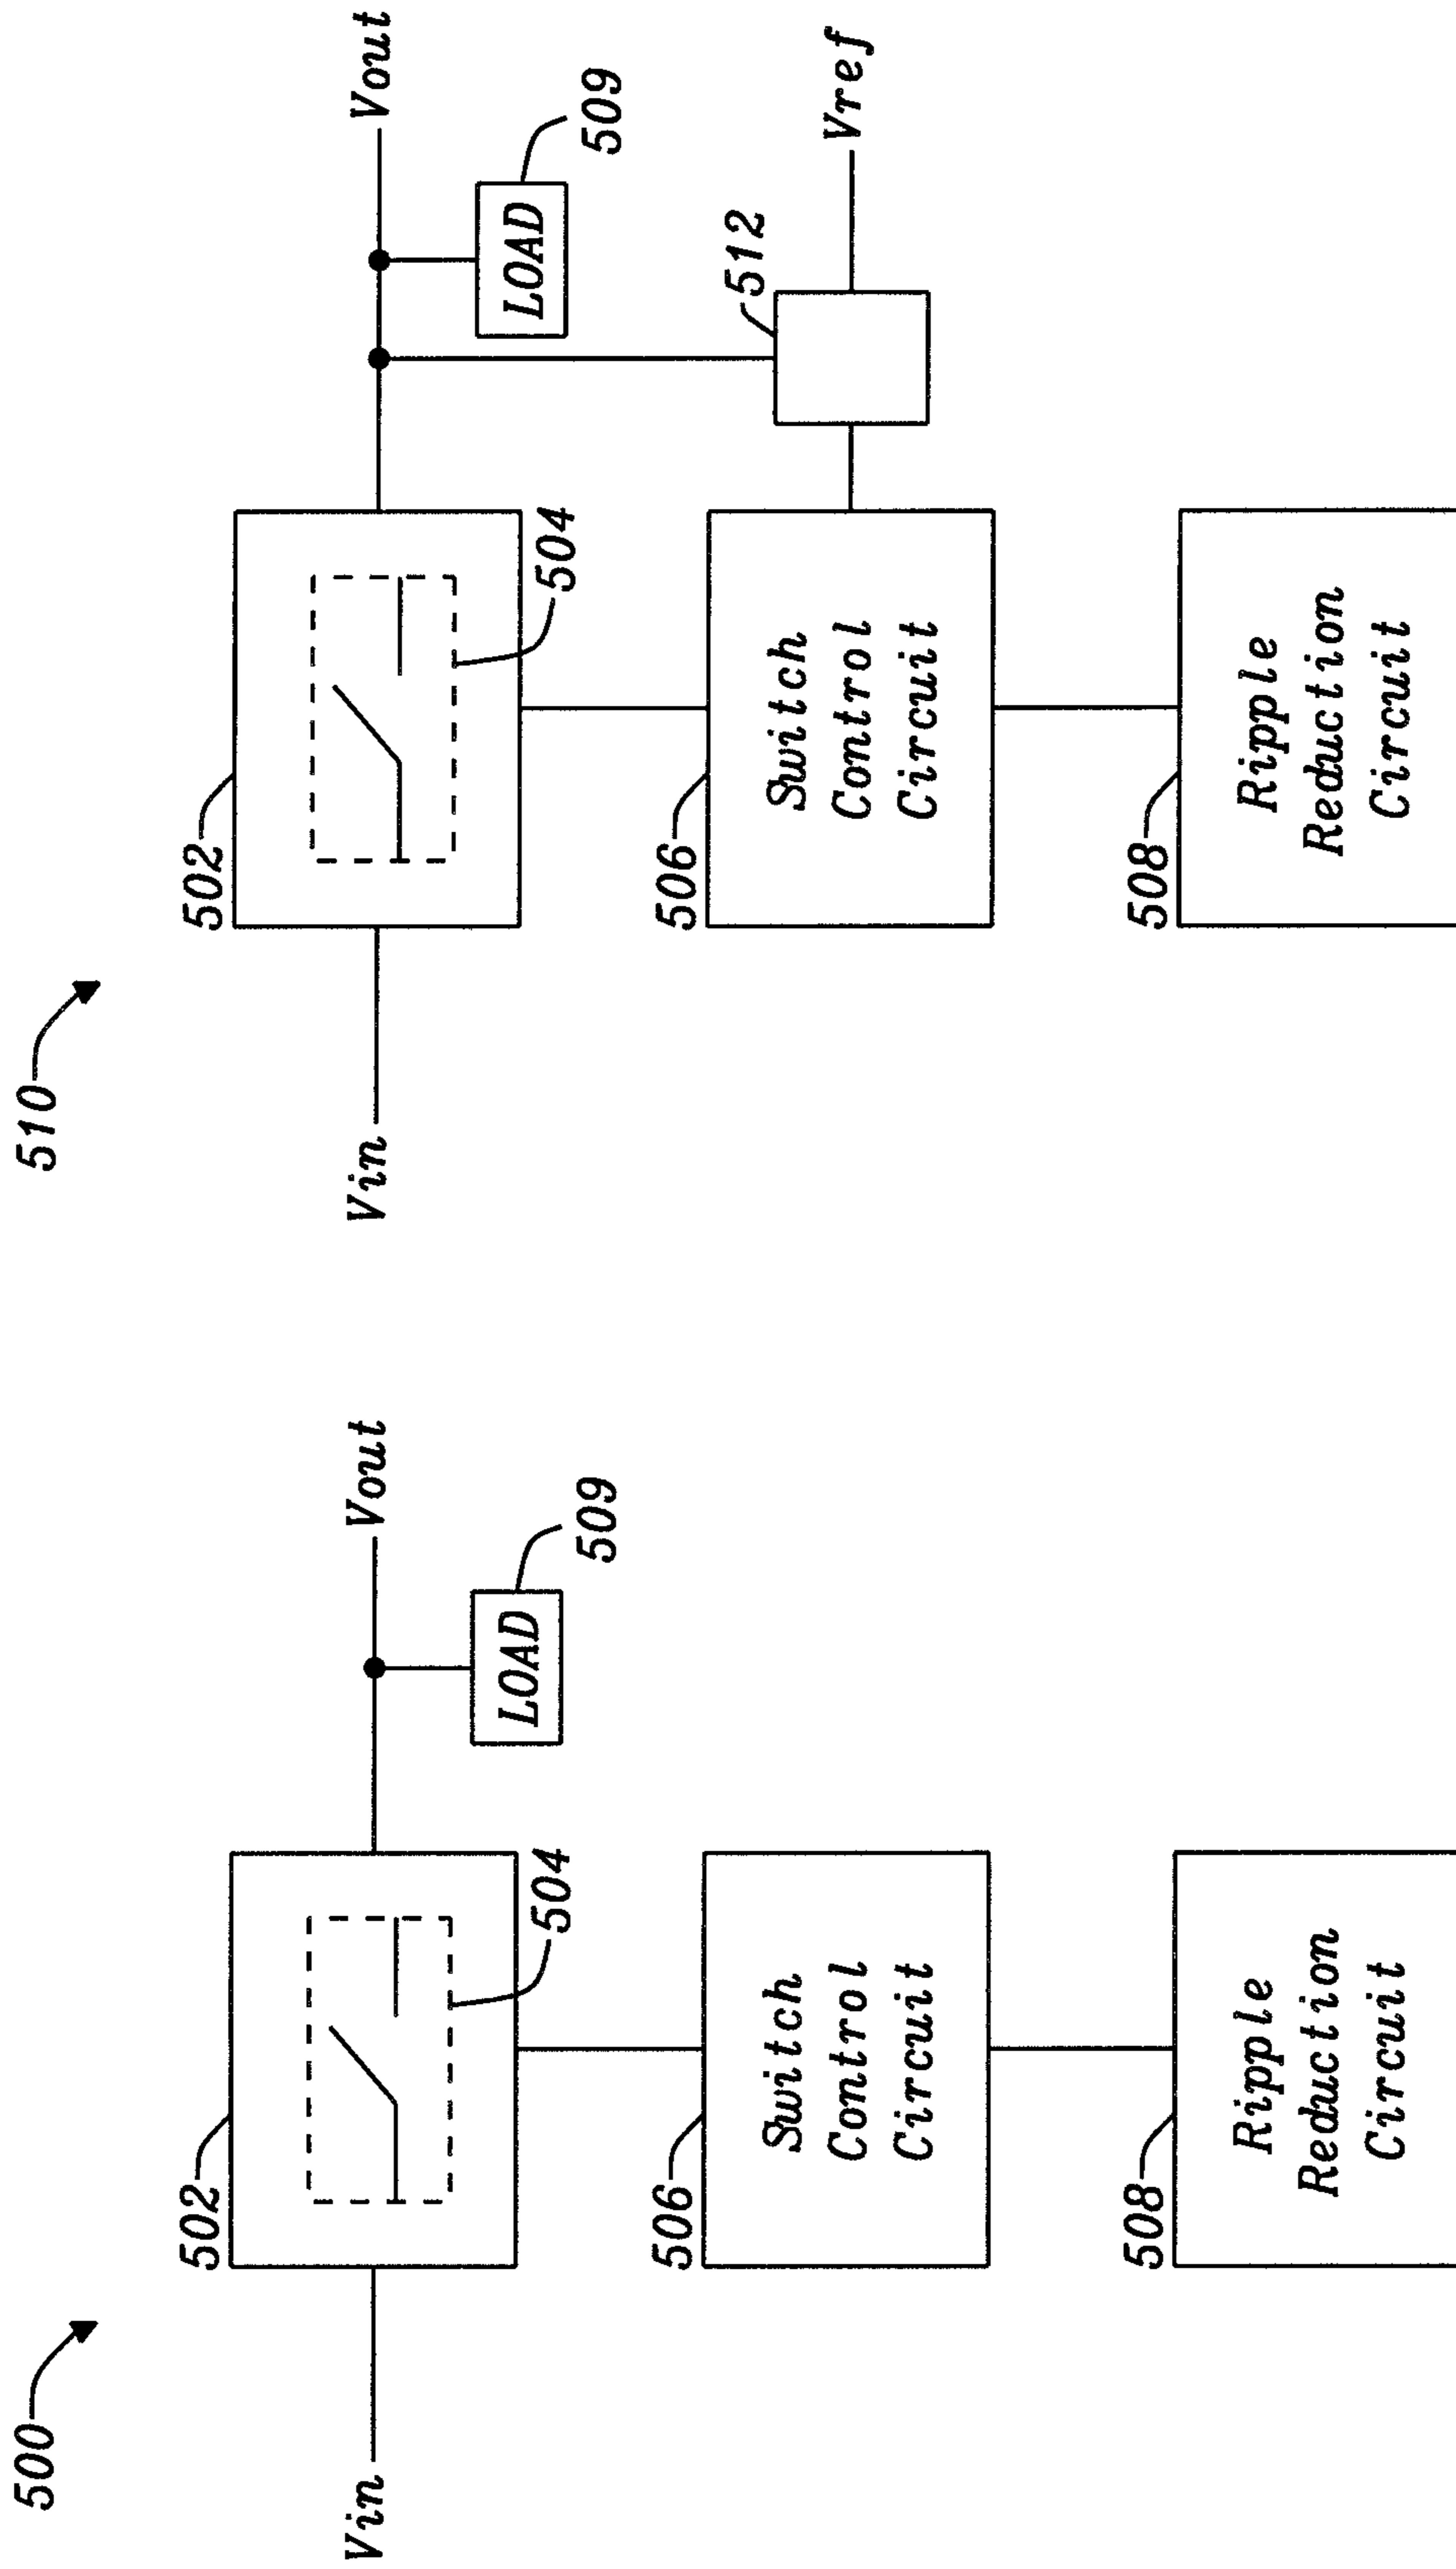 500
502
504
Vin
Vout
LOAD
509
506
Switch
Control
Circuit
508
Ripple
Reduction
Circuit
510
502
504
Vin
Vout
LOAD
509
512
Vref
506
Switch
Control
Circuit
508
Ripple
Reduction
Circuit